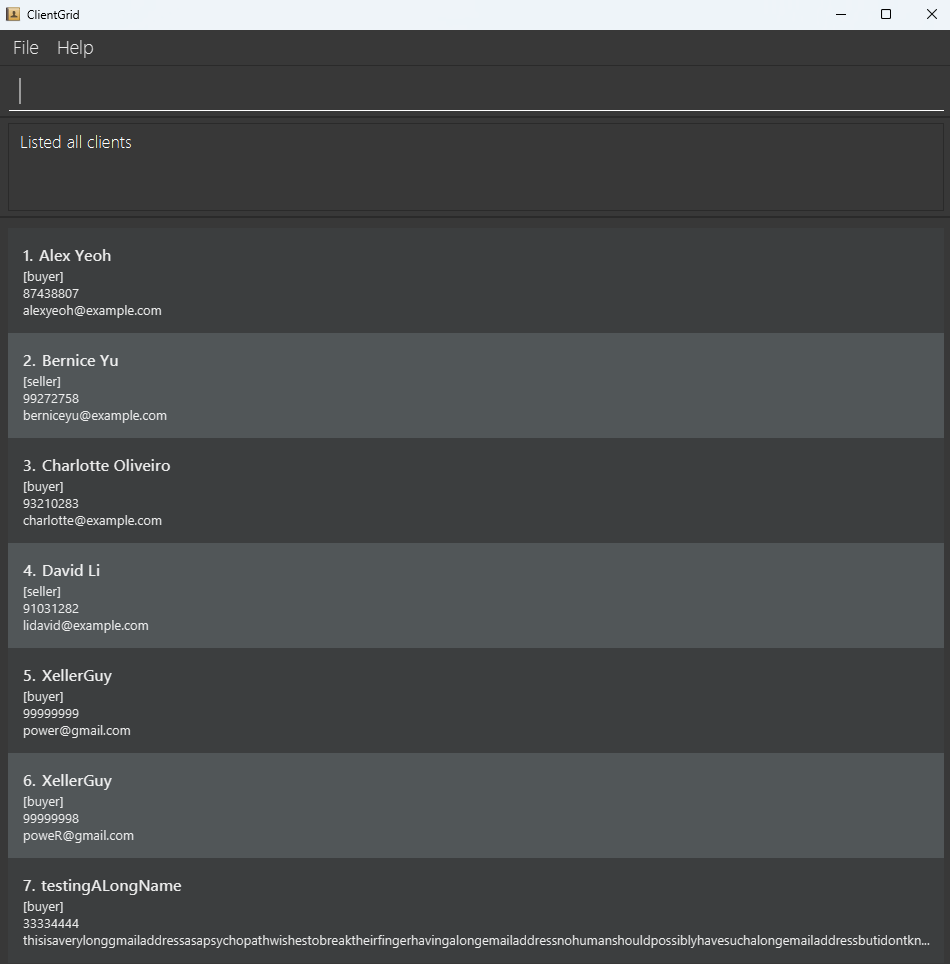 ClientGrid
File Help
Listed all clients
1. Alex Yeoh
[buyer]
87438807
alexyeoh@example.com
2. Bernice Yu
[seller]
99272758
berniceyu@example.com
3. Charlotte Oliveiro
[buyer]
93210283
charlotte@example.com
4. David Li
[seller]
91031282
lidavid@example.com
5. XellerGuy
[buyer]
99999999
power@gmail.com
6. XellerGuy
[buyer]
99999998
poweR@gmail.com
7. testingALongName
[buyer]
33334444
thisisaverylonggmailaddressasapsychopathwishestobreaktheirfingerhavingalongemailaddressnohumanshouldpossiblyhavesuchalongemailaddressbutidontkn...